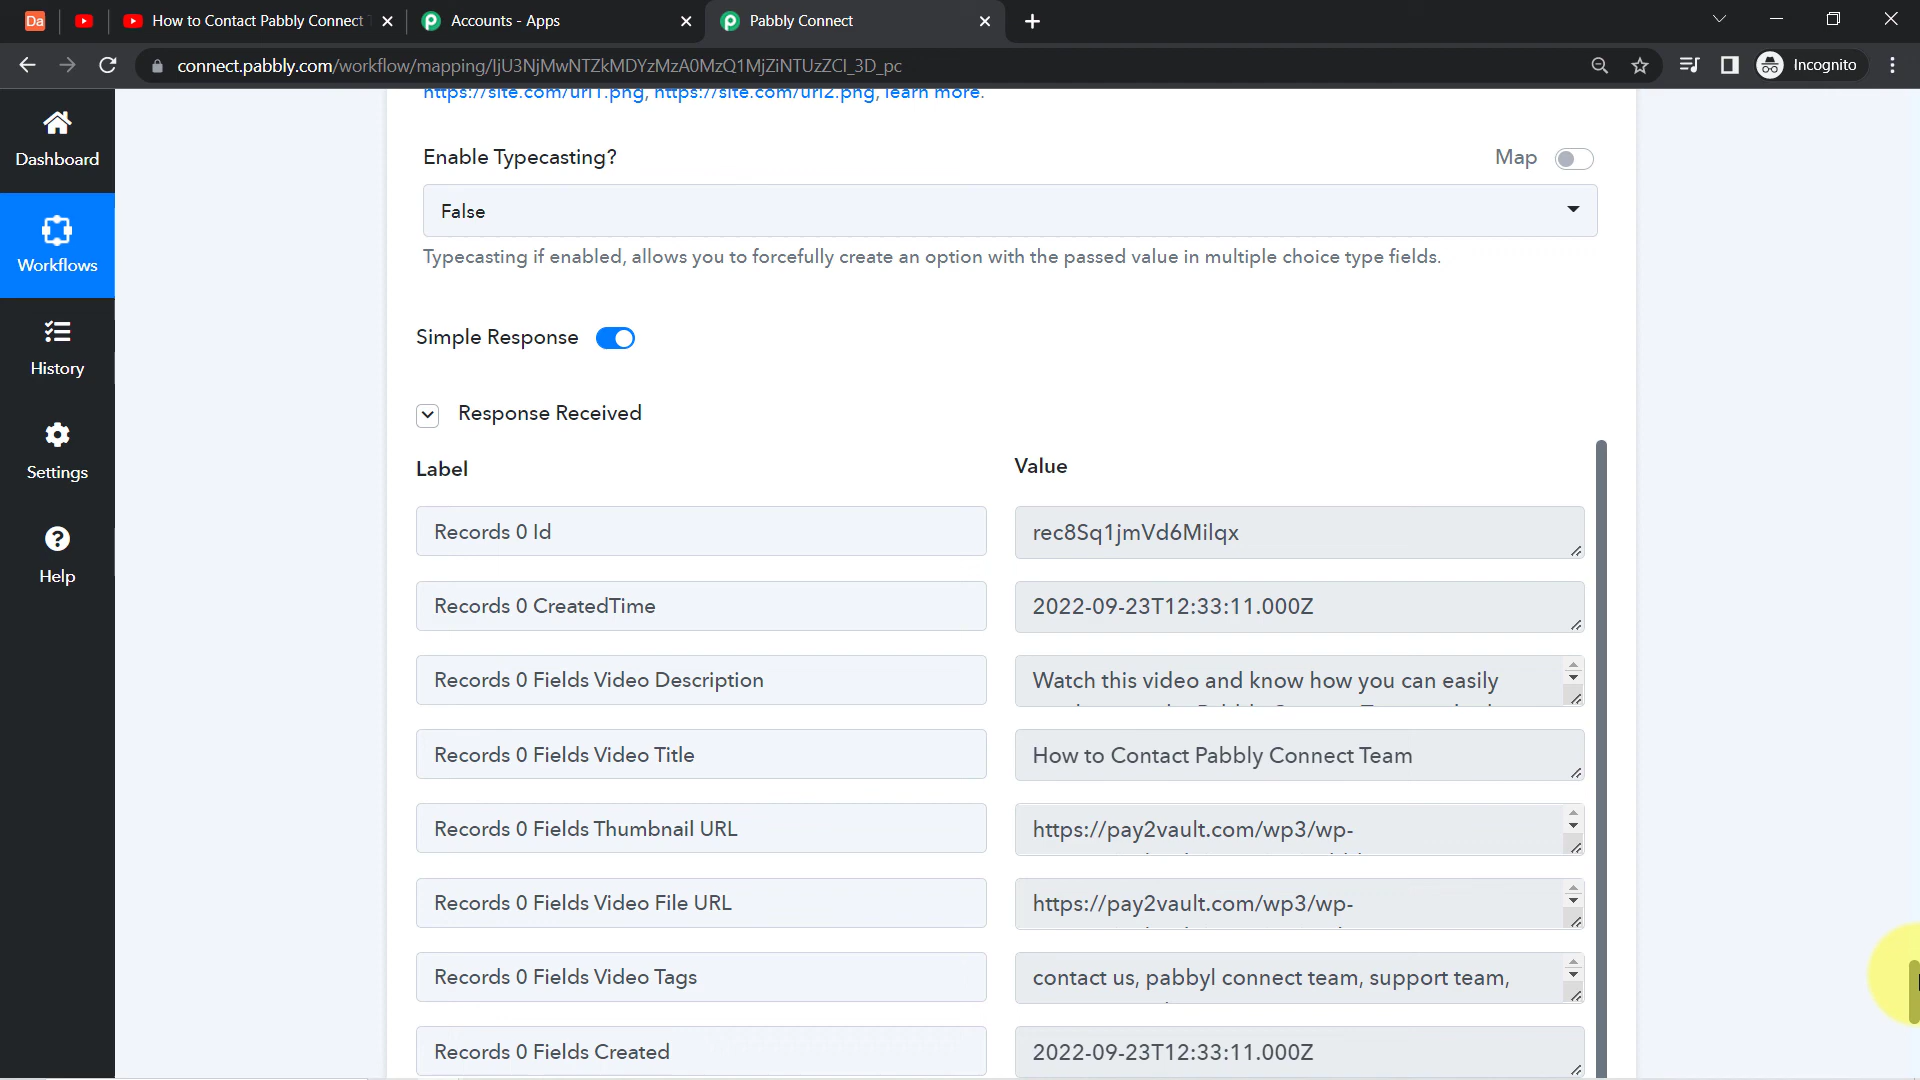 Da
How to Contact Pabbly Connect
Accounts - Apps
Pabbly Connect
connect.pabbly.com/workflow/mapping/IjU3NjMwNTZkMDYzMzA0MzQ1MjZiNTUzZCI_3D_pc
Incognito
https://site.com/url1.png, https://site.com/url2.png, learn more.
Dashboard
Workflows
History
Settings
Help
Enable Typecasting?
Map
False
Typecasting if enabled, allows you to forcefully create an option with the passed value in multiple choice type fields.
Simple Response
Response Received
Label
Value
Records 0 Id
rec8Sq1jmVd6Milqx
Records 0 CreatedTime
2022-09-23T12:33:11.000Z
Records 0 Fields Video Description
Watch this video and know how you can easily
Records 0 Fields Video Title
How to Contact Pabbly Connect Team
Records 0 Fields Thumbnail URL
https://pay2vault.com/wp3/wp-
Records 0 Fields Video File URL
https://pay2vault.com/wp3/wp-
Records 0 Fields Video Tags
contact us, pabbyl connect team, support team,
Records 0 Fields Created
2022-09-23T12:33:11.000Z